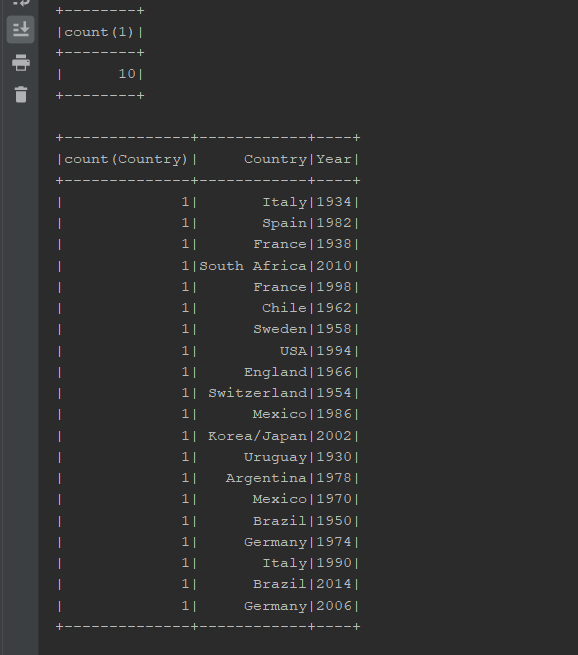 +--------+
|count(1)|
+--------+
|      10|
+--------+
+--------------+------------+----+
|count(Country)|     Country|Year|
+--------------+------------+----+
|             1|       Italy|1934|
|             1|       Spain|1982|
|             1|      France|1938|
|             1|South Africa|2010|
|             1|      France|1998|
|             1|       Chile|1962|
|             1|      Sweden|1958|
|             1|         USA|1994|
|             1|     England|1966|
|             1| Switzerland|1954|
|             1|      Mexico|1986|
|             1| Korea/Japan|2002|
|             1|     Uruguay|1930|
|             1|   Argentina|1978|
|             1|      Mexico|1970|
|             1|      Brazil|1950|
|             1|     Germany|1974|
|             1|       Italy|1990|
|             1|      Brazil|2014|
|             1|     Germany|2006|
+--------------+------------+----+